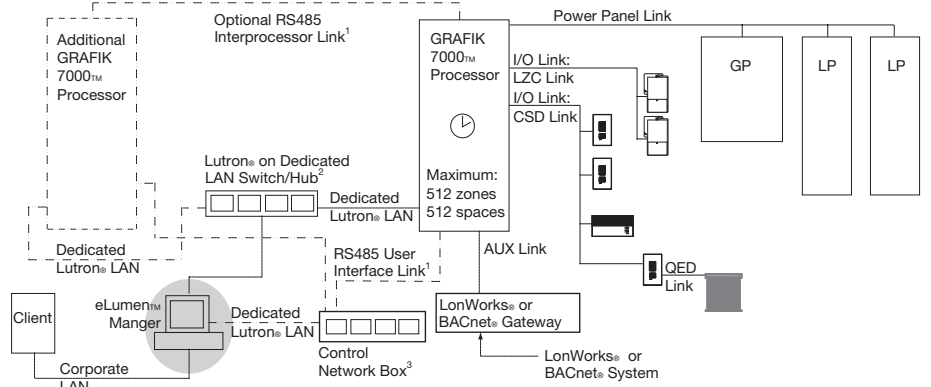 Optional RS485
Interprocessor Link1
Power Panel Link
Additional
GRAFIK
7000TM
Processor
GRAFIK
7000TM
Processor
I/O Link:
LZC Link
I/O Link:
CSD Link
GP
LP
LP
Maximum:
512 zones
512 spaces
Lutron® on Dedicated
LAN Switch/Hub2
Dedicated
Lutron® LAN
Dedicated
Lutron® LAN
RS485 User
Interface Link1
AUX Link
QED
Link
Client
eLumenTM
Manger
Dedicated
Lutron® LAN
LonWorks® or
BACnet® Gateway
Control
Network Box3
LonWorks® or
BACnet® System
Corporate
LAN